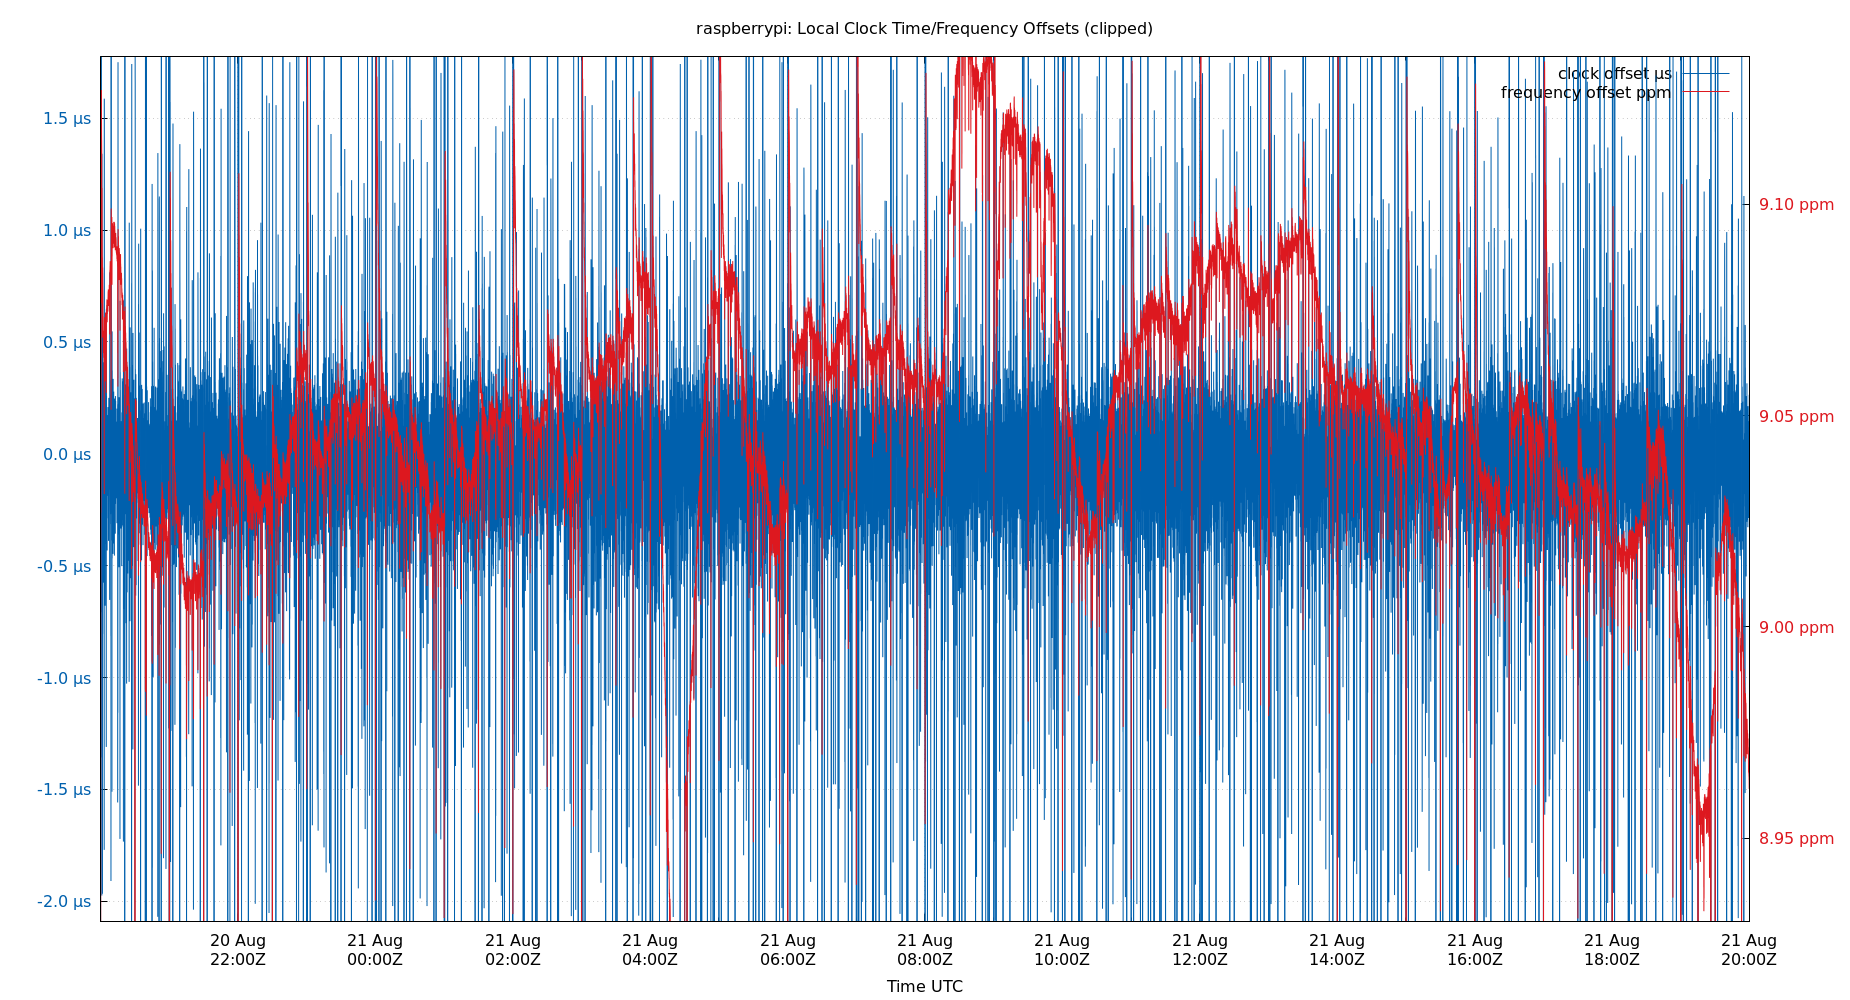 raspberrypi: Local Clock Time/Frequency Offsets (clipped)
clock offset µs
frequency offset ppm
1.5 µs
1.0 µs
0.5 µs
0.0 µs
-0.5 µs
-1.0 µs
-1.5 µs
-2.0 µs
9.10 ppm
9.05 ppm
9.00 ppm
8.95 ppm
20 Aug 21 Aug 21 Aug 21 Aug 21 Aug 21 Aug 21 Aug 21 Aug 21 Aug 21 Aug 21 Aug 21 Aug
22:00Z 00:00Z 02:00Z 04:00Z 06:00Z 08:00Z 10:00Z 12:00Z 14:00Z 16:00Z 18:00Z 20:00Z
Time UTC